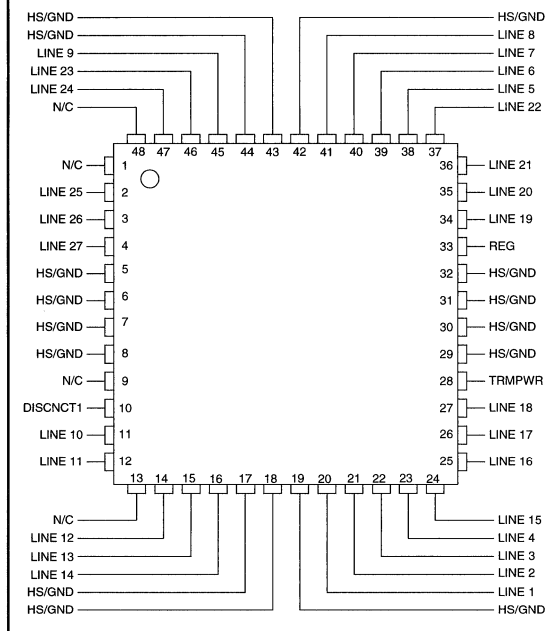 HS/GND HS/GND
HS/GND LINE 8
LINE 9 LINE 7
LINE 23 LINE 6
LINE 24 LINE 5
N/C LINE 22
48 47 46 45 44 43 42 41 40 39 38 37
N/C 1 36 LINE 21
LINE 25 2 35 LINE 20
LINE 26 3 34 LINE 19
LINE 27 4 33 REG
HS/GND 5 32 HS/GND
HS/GND 6 31 HS/GND
HS/GND 7 30 HS/GND
HS/GND 8 29 HS/GND
N/C 9 28 TRMPWR
DISCNCT1 10 27 LINE 18
LINE 10 11 26 LINE 17
LINE 11 12 25 LINE 16
13 14 15 16 17 18 19 20 21 22 23 24
N/C LINE 15
LINE 12 LINE 4
LINE 13 LINE 3
LINE 14 LINE 2
HS/GND LINE 1
HS/GND HS/GND